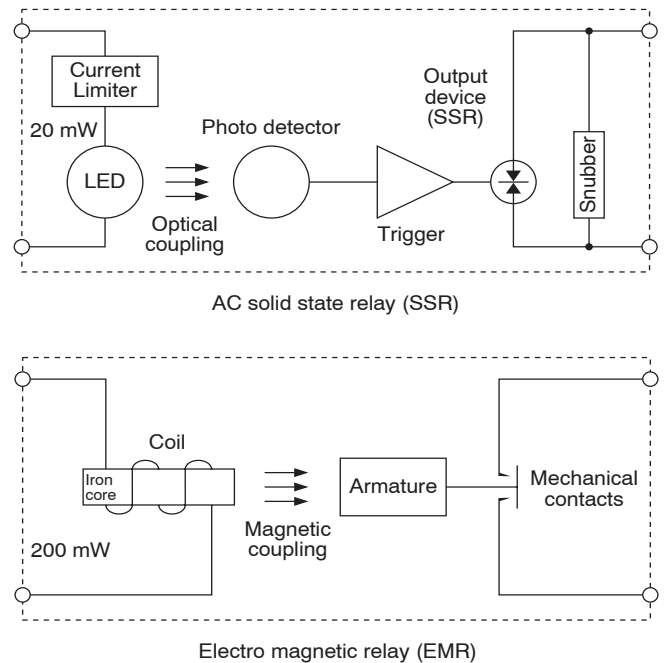 Current
Limiter
20 mW
LED
Optical
coupling
Photo detector
Trigger
Output
device
(SSR)
Snubber
AC solid state relay (SSR)
Coil
Iron
core
200 mW
Magnetic
coupling
Armature
Mechanical
contacts
Electro magnetic relay (EMR)